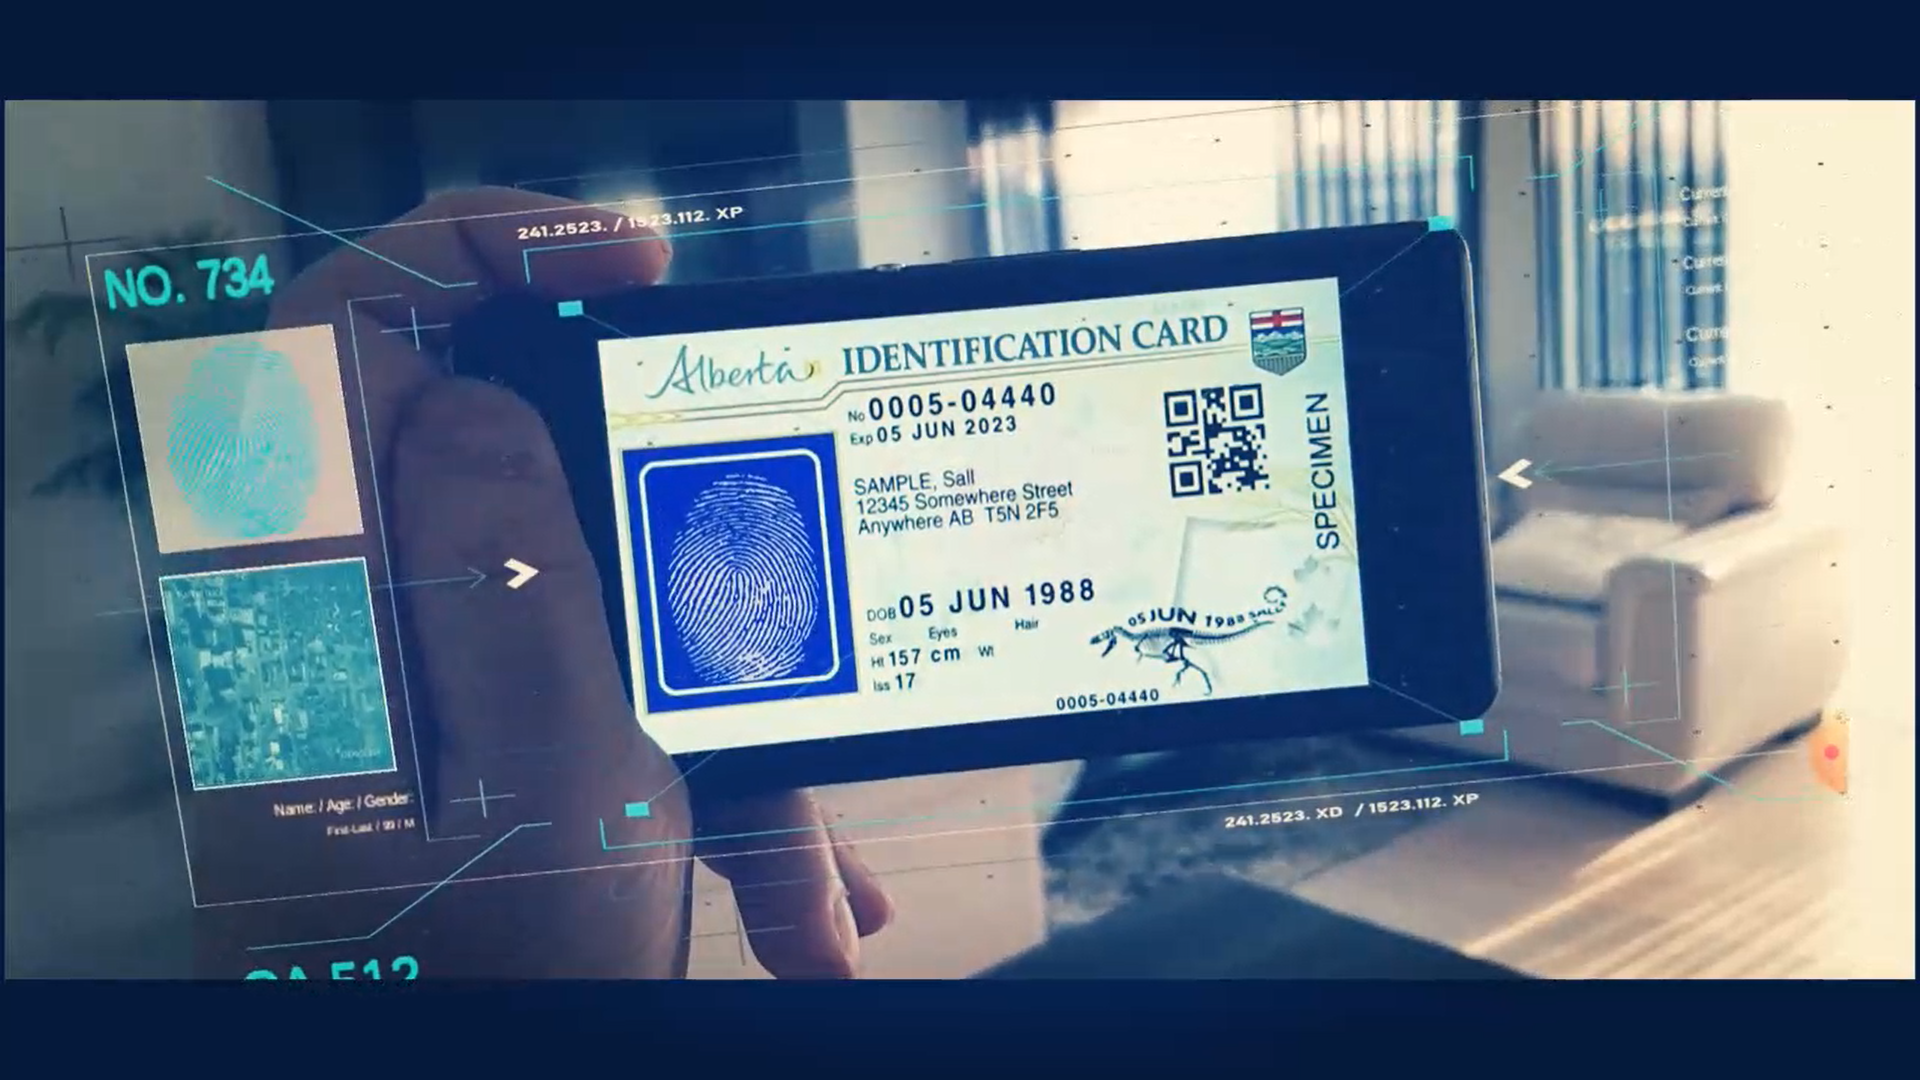 241.2523. / 1523.112. XP
NO. 734
Name: / Age: / Gender:
First-Last / 99 / M
Alberta IDENTIFICATION CARD
No 0005-04440
Exp 05 JUN 2023
SAMPLE, Sall
12345 Somewhere Street
Anywhere AB T5N 2F5
DOB 05 JUN 1988
Sex Eyes Hair
Ht 157 cm Wt
Iss 17
05 JUN 1988
0005-04440
SPECIMEN
241.2523. XD / 1523.112. XP
512